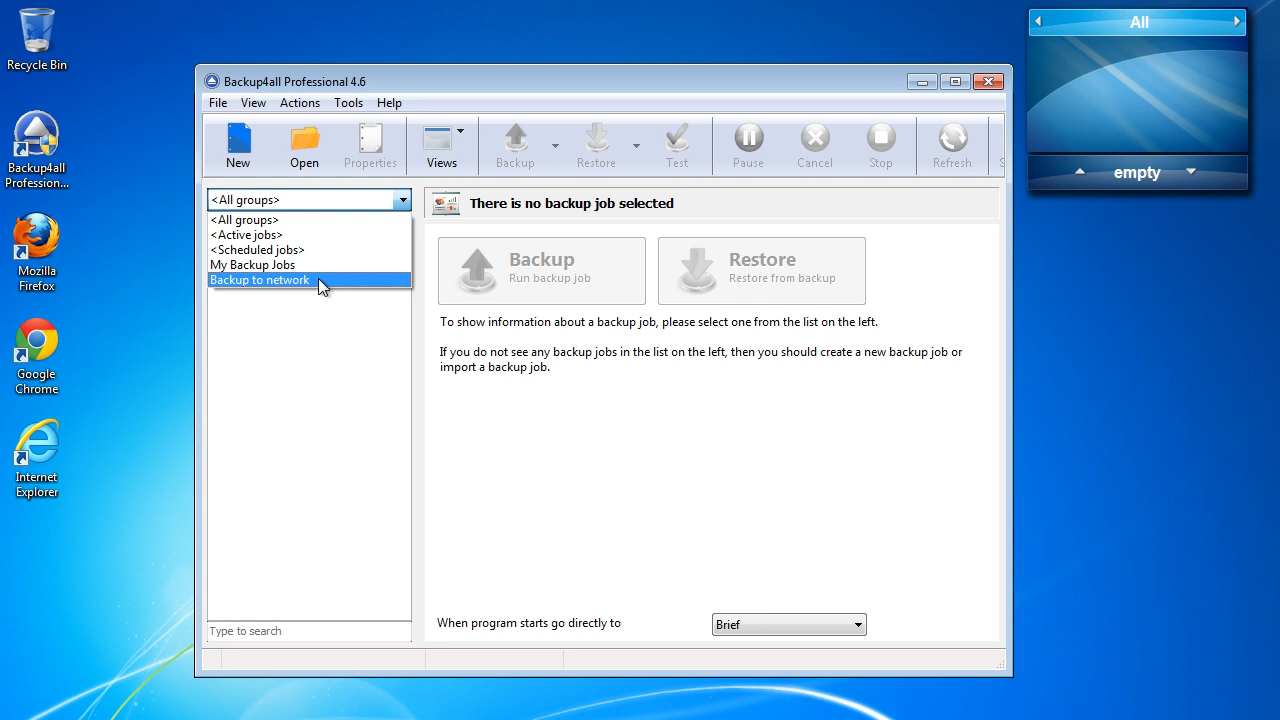 Recycle Bin
Backup4all
Profession...
Mozilla
Firefox
Google
Chrome
Internet
Explorer
All
empty
Backup4all Professional 4.6
File View Actions Tools Help
New Open Properties Views Backup Restore Test Pause Cancel Stop Refresh
<All groups>
<All groups>
<Active jobs>
<Scheduled jobs>
My Backup Jobs
Backup to network
Type to search
There is no backup job selected
Backup
Run backup job
Restore
Restore from backup
To show information about a backup job, please select one from the list on the left.
If you do not see any backup jobs in the list on the left, then you should create a new backup job or
import a backup job.
When program starts go directly to Brief